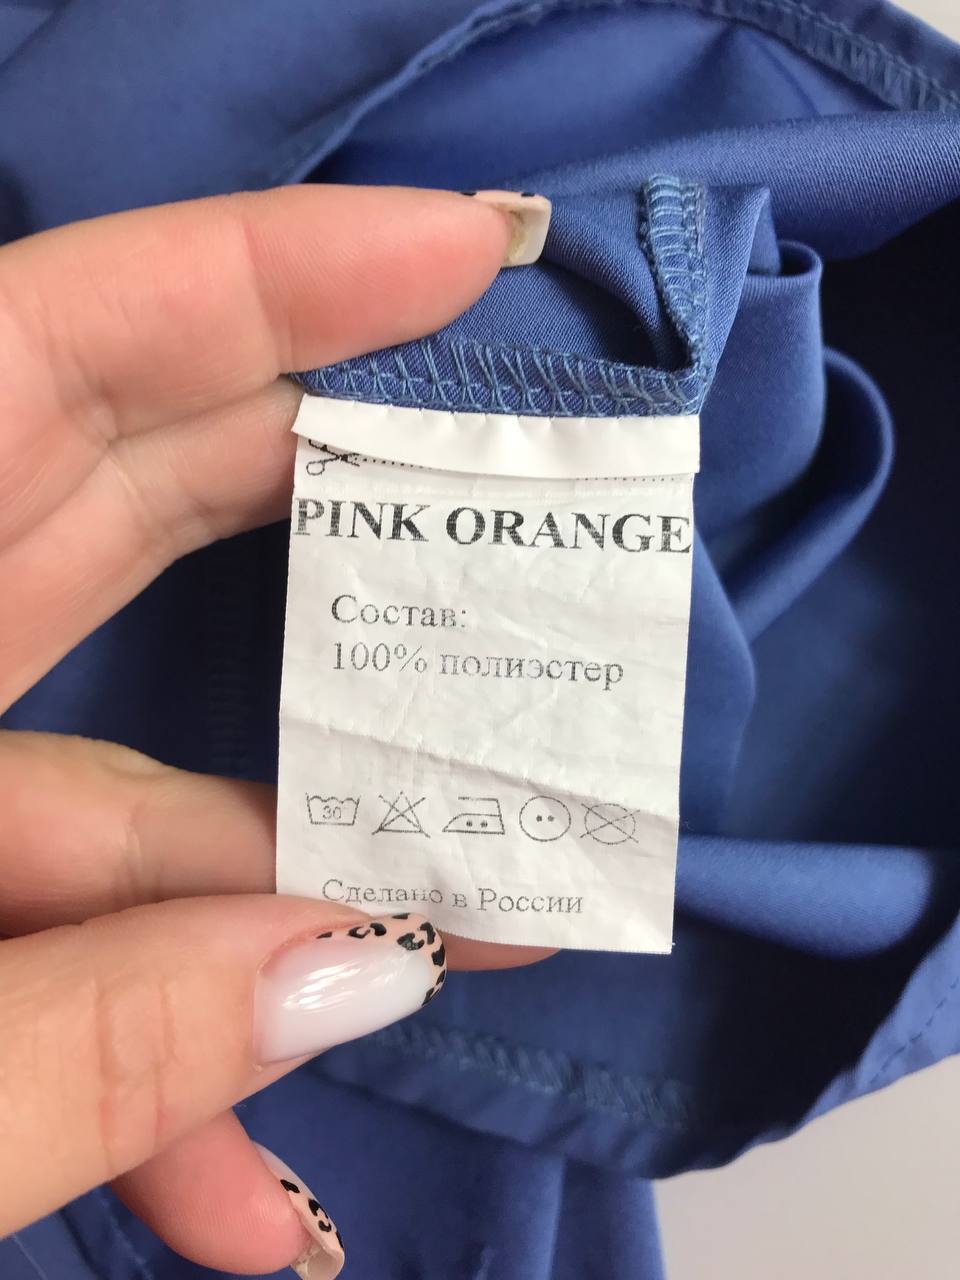 PINK ORANGE
Состав:
100% полиэстер
30
Сделано в России